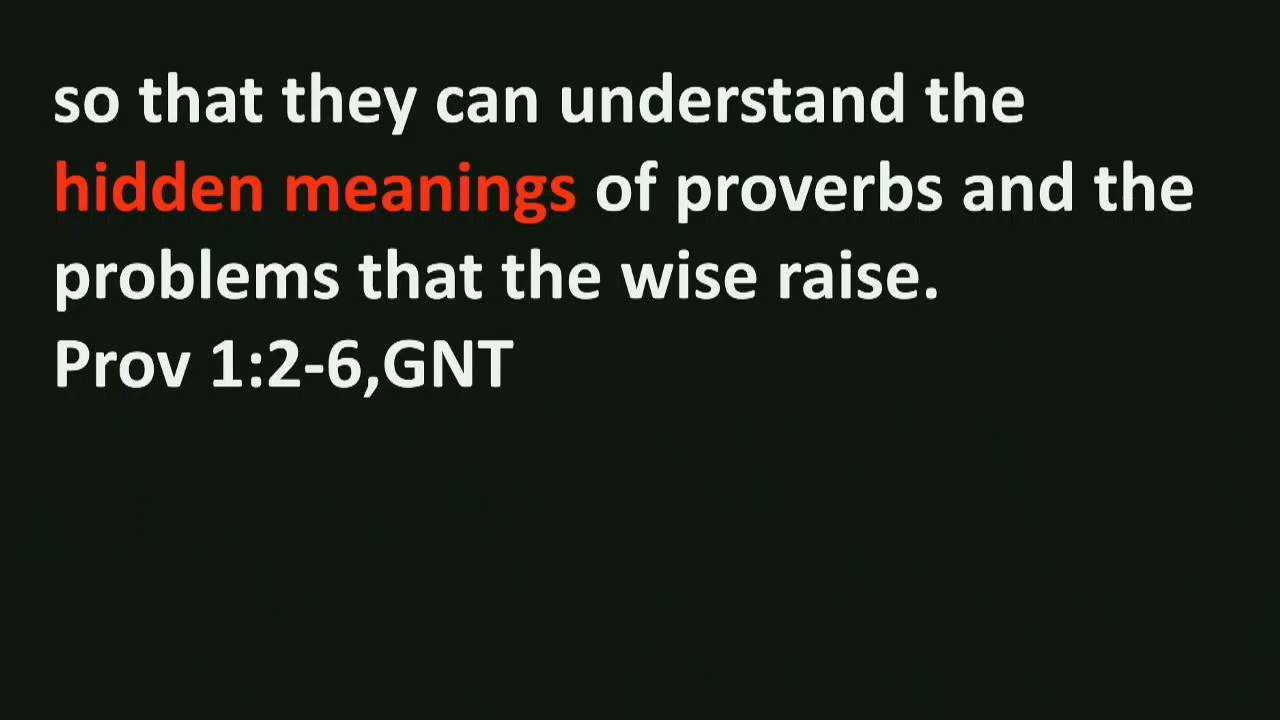 so that they can understand the
hidden meanings of proverbs and the
problems that the wise raise.
Prov 1:2-6,GNT